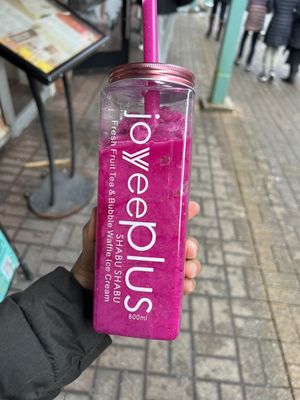 joyeeplus
SHABU SHABU
Fresh Fruit Tea & Bubble Waffle Ice Cream
800ml